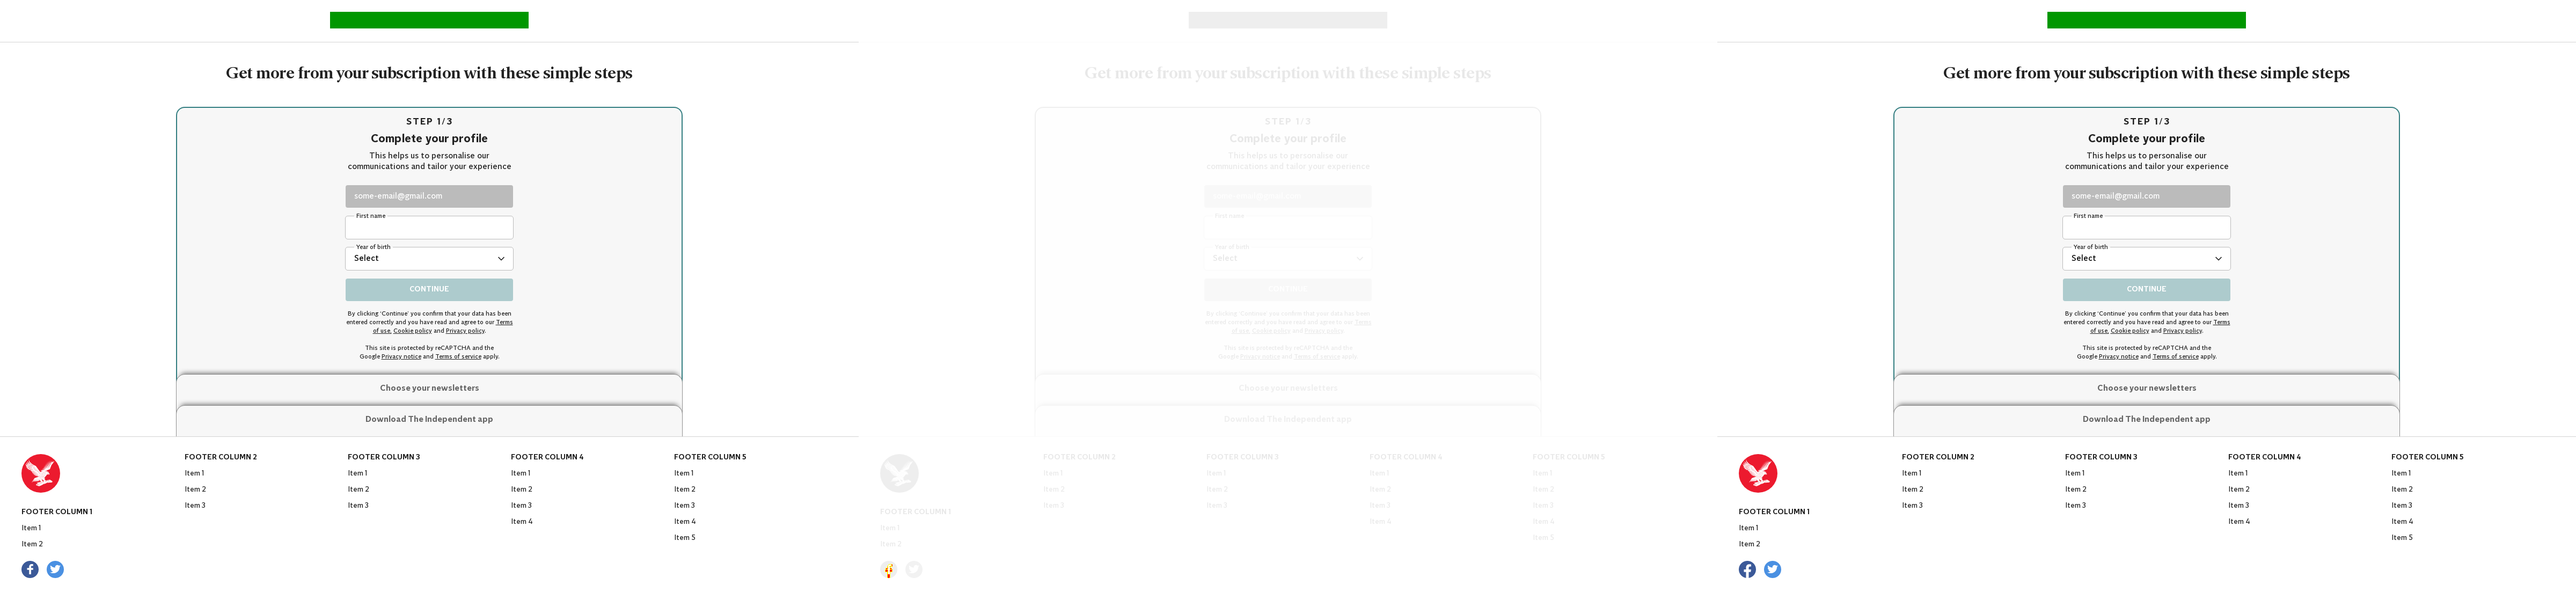 Get more from your subscription with these simple steps
STEP 1/3
Complete your profile
This helps us to personalise our
communications and tailor your experience
some-email@gmail.com
First name
Year of birth
Select
CONTINUE
By clicking ‘Continue’ you confirm that your data has been
entered correctly and you have read and agree to our Terms
of use, Cookie policy and Privacy policy.
This site is protected by reCAPTCHA and the
Google Privacy notice and Terms of service apply.
Choose your newsletters
Download The Independent app
FOOTER COLUMN 1
Item 1
Item 2
FOOTER COLUMN 2
Item 1
Item 2
Item 3
FOOTER COLUMN 3
Item 1
Item 2
Item 3
FOOTER COLUMN 4
Item 1
Item 2
Item 3
Item 4
FOOTER COLUMN 5
Item 1
Item 2
Item 3
Item 4
Item 5
Get more from your subscription with these simple steps
STEP 1/3
Complete your profile
This helps us to personalise our
communications and tailor your experience
First name
Year of birth
Select
By clicking ‘Continue’ you confirm that your data has been
entered correctly and you have read and agree to our Terms
of use, Cookie policy and Privacy policy.
This site is protected by reCAPTCHA and the
Google Privacy notice and Terms of service apply.
Choose your newsletters
Download The Independent app
FOOTER COLUMN 1
Item 1
Item 2
FOOTER COLUMN 2
Item 1
Item 2
Item 3
FOOTER COLUMN 3
Item 1
Item 2
Item 3
FOOTER COLUMN 4
Item 1
Item 2
Item 3
Item 4
FOOTER COLUMN 5
Item 1
Item 2
Item 3
Item 4
Item 5
Get more from your subscription with these simple steps
STEP 1/3
Complete your profile
This helps us to personalise our
communications and tailor your experience
some-email@gmail.com
First name
Year of birth
Select
CONTINUE
By clicking ‘Continue’ you confirm that your data has been
entered correctly and you have read and agree to our Terms
of use, Cookie policy and Privacy policy.
This site is protected by reCAPTCHA and the
Google Privacy notice and Terms of service apply.
Choose your newsletters
Download The Independent app
FOOTER COLUMN 1
Item 1
Item 2
FOOTER COLUMN 2
Item 1
Item 2
Item 3
FOOTER COLUMN 3
Item 1
Item 2
Item 3
FOOTER COLUMN 4
Item 1
Item 2
Item 3
Item 4
FOOTER COLUMN 5
Item 1
Item 2
Item 3
Item 4
Item 5